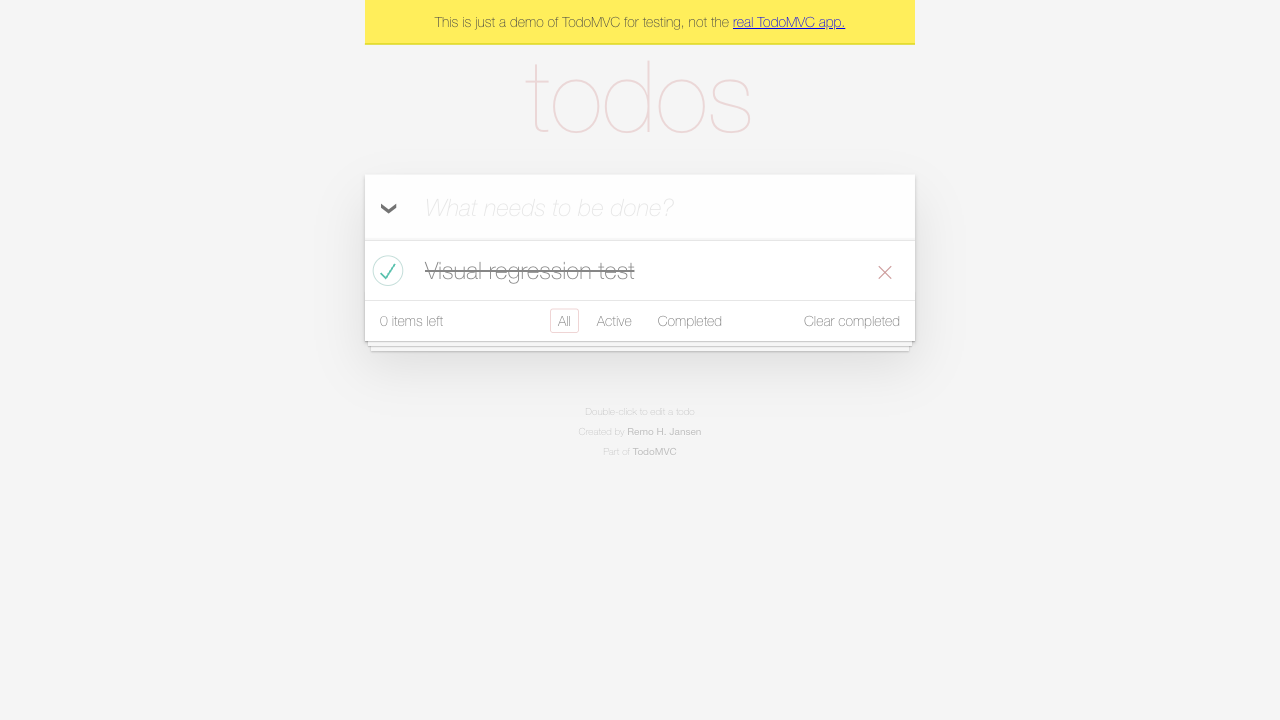 This is just a demo of TodoMVC for testing, not the real TodoMVC app.
todos
What needs to be done?
Visual regression test
0 items left All Active Completed Clear completed
Double-click to edit a todo
Created by Remo H. Jansen
Part of TodoMVC